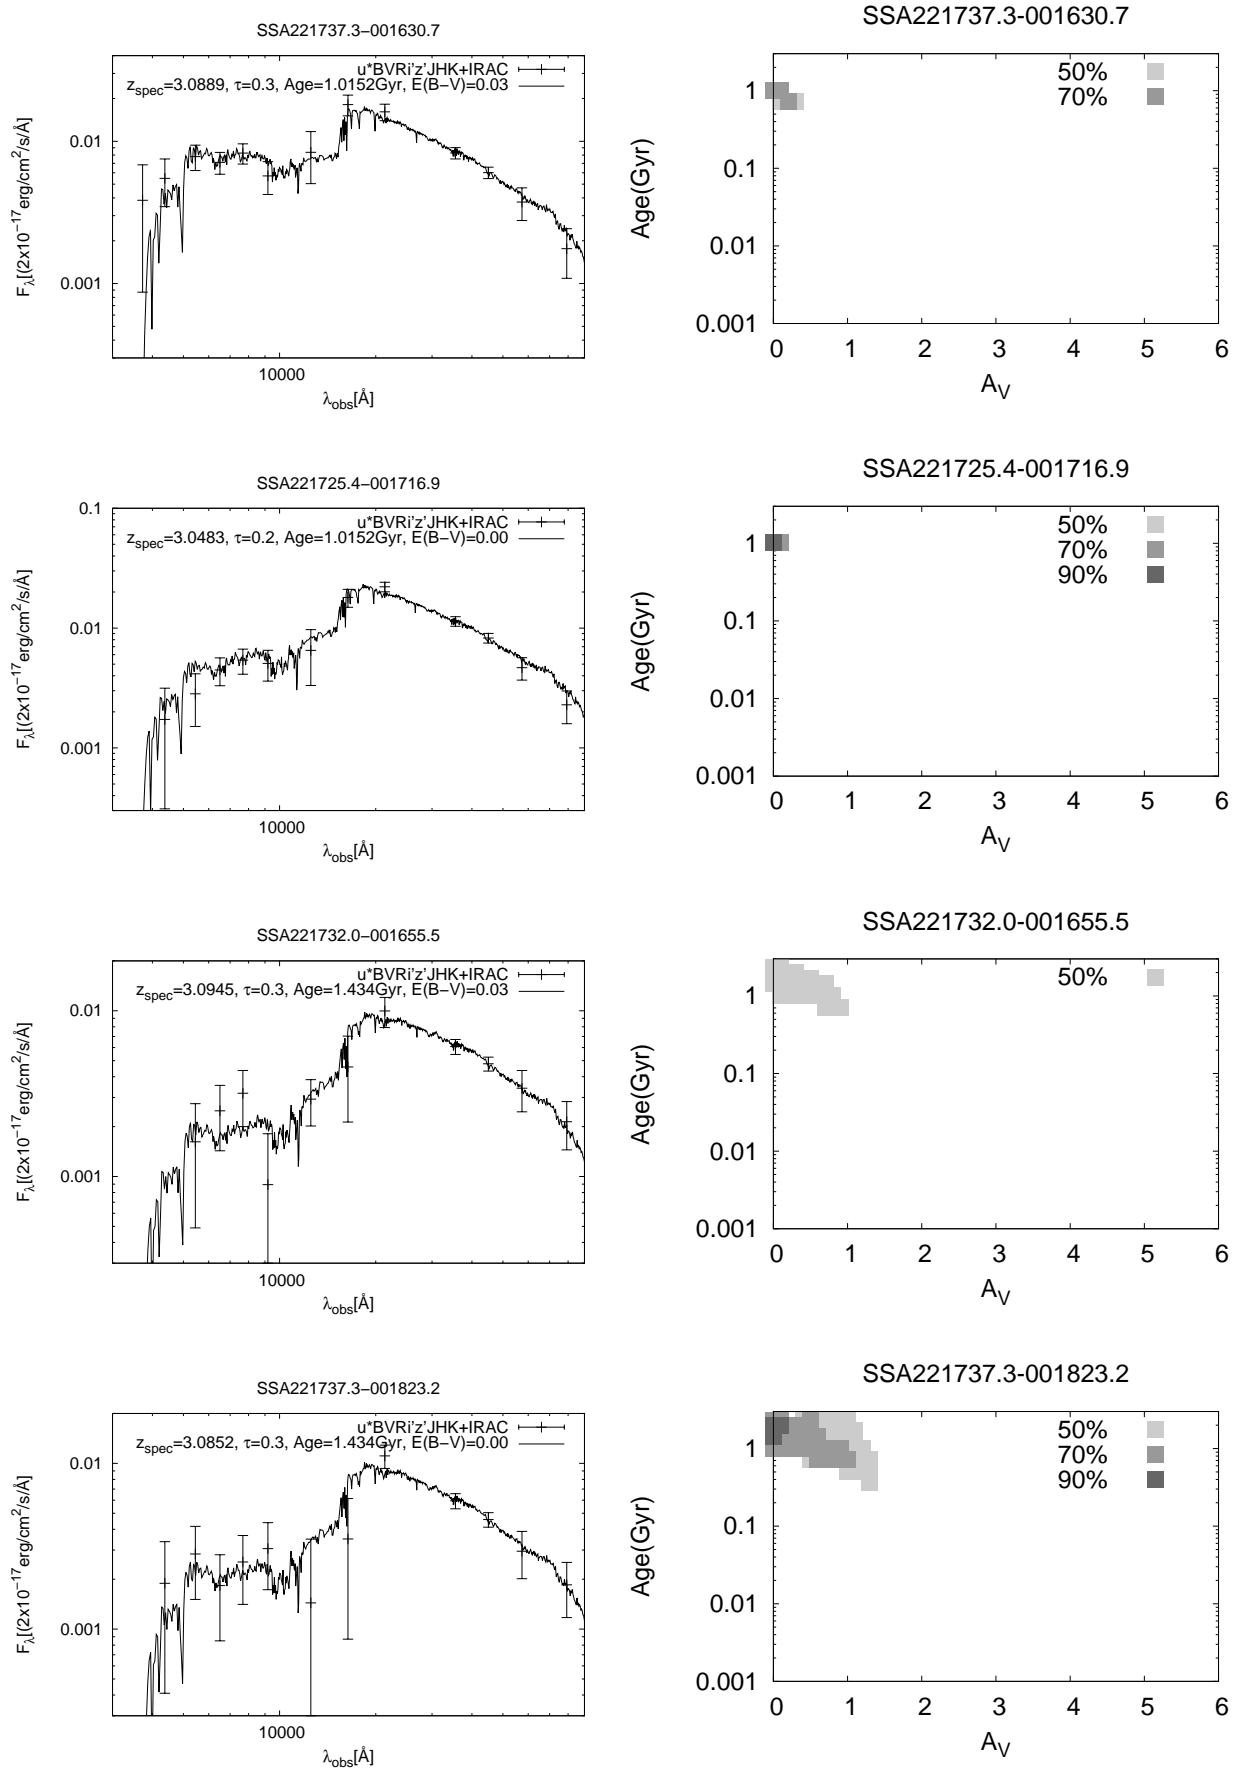 SSA221737.3−001630.7
u*BVRi'z'JHK+IRAC
z_spec=3.0889, τ=0.3, Age=1.0152Gyr, E(B−V)=0.03
0.01
0.001
F_λ[(2x10^−17erg/cm^2/s/Å]
10000
λ_obs[Å]
SSA221737.3-001630.7
50%
70%
1
0.1
0.01
0.001
Age(Gyr)
0 1 2 3 4 5 6
A_V
SSA221725.4−001716.9
u*BVRi'z'JHK+IRAC
z_spec=3.0483, τ=0.2, Age=1.0152Gyr, E(B−V)=0.00
0.1
0.01
0.001
F_λ[(2x10^−17erg/cm^2/s/Å]
10000
λ_obs[Å]
SSA221725.4-001716.9
50%
70%
90%
1
0.1
0.01
0.001
Age(Gyr)
0 1 2 3 4 5 6
A_V
SSA221732.0−001655.5
u*BVRi'z'JHK+IRAC
z_spec=3.0945, τ=0.3, Age=1.434Gyr, E(B−V)=0.03
0.01
0.001
F_λ[(2x10^−17erg/cm^2/s/Å]
10000
λ_obs[Å]
SSA221732.0-001655.5
50%
1
0.1
0.01
0.001
Age(Gyr)
0 1 2 3 4 5 6
A_V
SSA221737.3−001823.2
u*BVRi'z'JHK+IRAC
z_spec=3.0852, τ=0.3, Age=1.434Gyr, E(B−V)=0.00
0.01
0.001
F_λ[(2x10^−17erg/cm^2/s/Å]
10000
λ_obs[Å]
SSA221737.3-001823.2
50%
70%
90%
1
0.1
0.01
0.001
Age(Gyr)
0 1 2 3 4 5 6
A_V